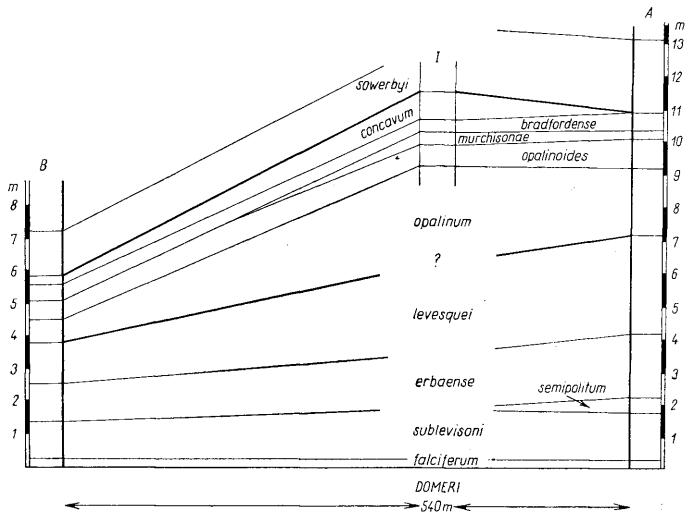 A
m
13
12
11
10
9
8
7
6
5
4
3
2
1
I
B
m
8
7
6
5
4
3
2
1
sowerbyi
concavum
bradfordense
murchisonae
opalinoides
opalinum
?
levesquei
erbaense
semipolitum
sublevisoni
falciferum
DOMERI
540m